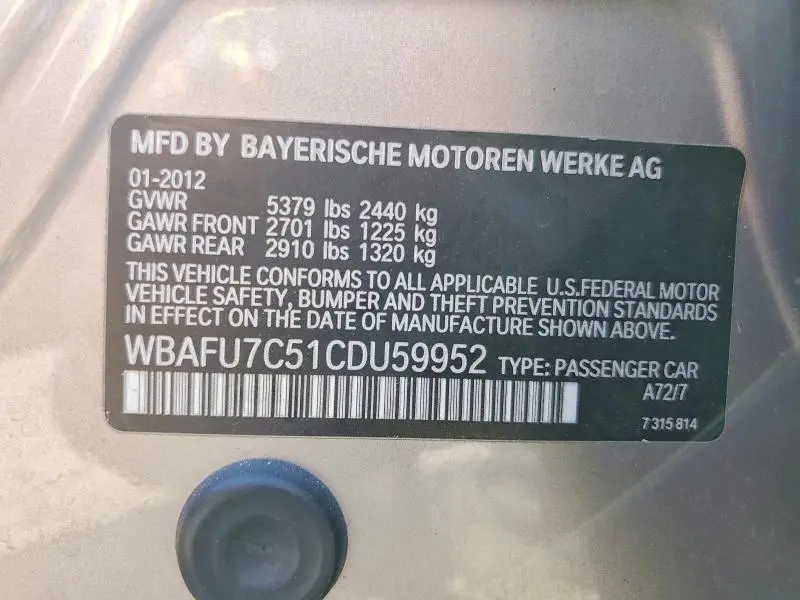 MFD BY BAYERISCHE MOTOREN WERKE AG
01-2012
GVWR 5379 lbs 2440 kg
GAWR FRONT 2701 lbs 1225 kg
GAWR REAR 2910 lbs 1320 kg
THIS VEHICLE CONFORMS TO ALL APPLICABLE U.S.FEDERAL MOTOR
VEHICLE SAFETY, BUMPER AND THEFT PREVENTION STANDARDS
IN EFFECT ON THE DATE OF MANUFACTURE SHOWN ABOVE.
WBAFU7C51CDU59952 TYPE: PASSENGER CAR
A72/7
7 315 814